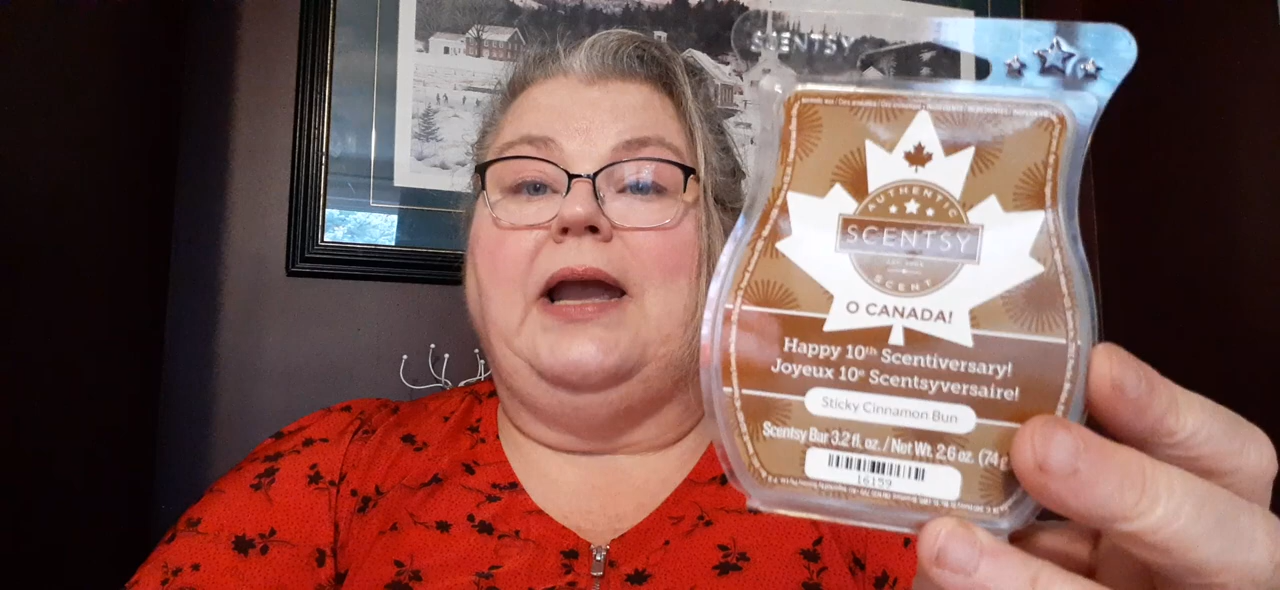 SCENTSY
AUTHENTIC
SCENTSY
SCENT
O CANADA!
Happy 10th Scentiversary!
Joyeux 10e Scentsyversaire!
Sticky Cinnamon Bun
Scentsy Bar 3.2 fl. oz. / Net Wt. 2.6 oz. (74 g
16159